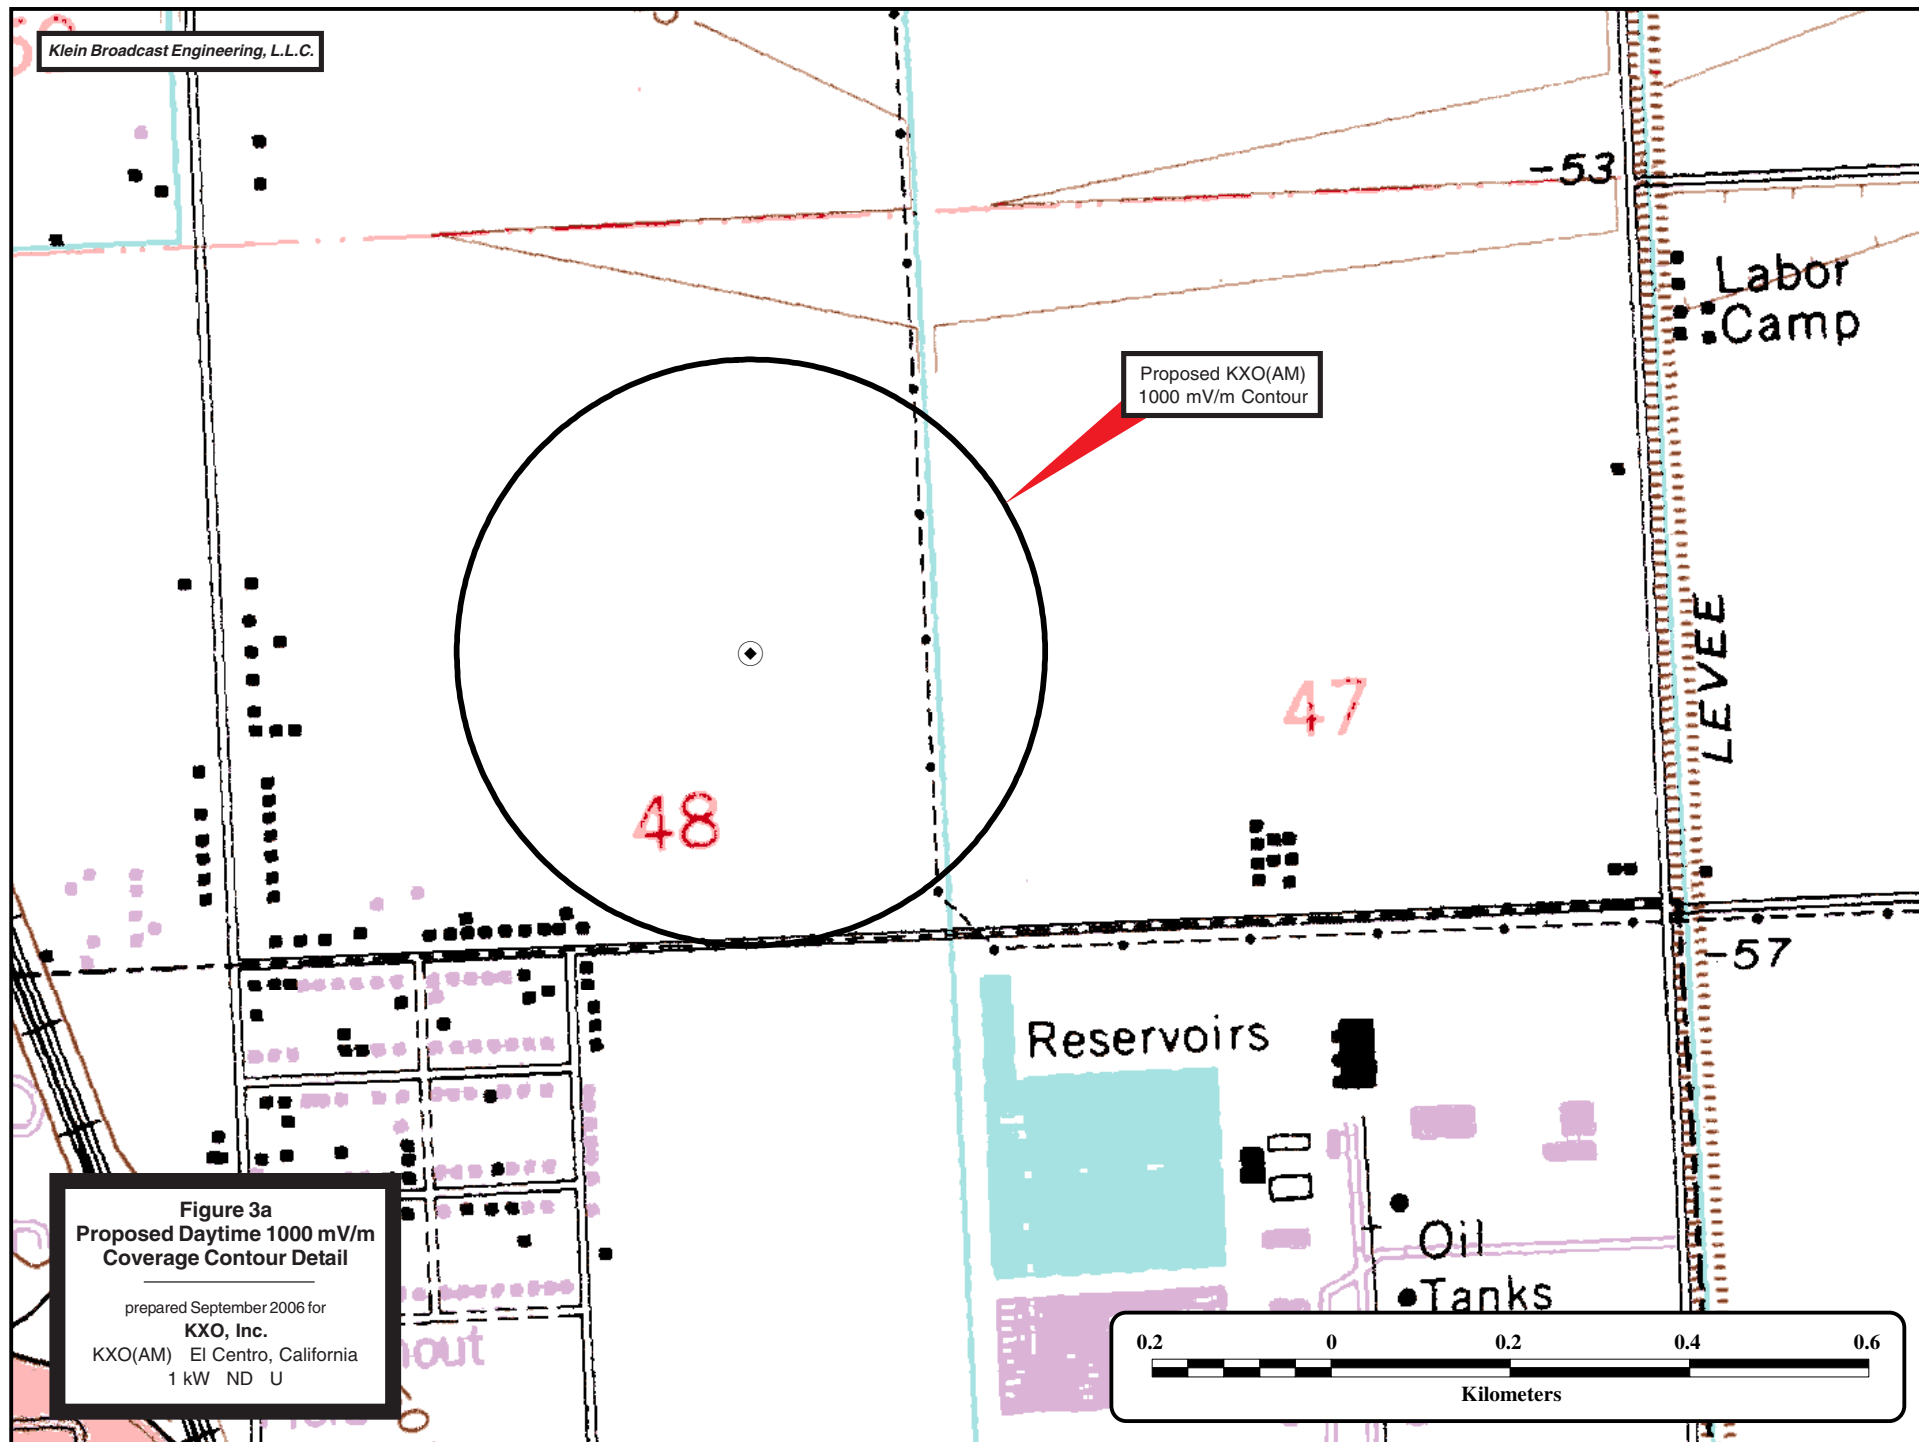 Klein Broadcast Engineering, L.L.C.
-53
Labor
Camp
Proposed KXO(AM)
1000 mV/m Contour
LEVEE
47
48
-57
Reservoirs
Oil
Tanks
Figure 3a
Proposed Daytime 1000 mV/m
Coverage Contour Detail
prepared September 2006 for
KXO, Inc.
KXO(AM) El Centro, California
1 kW ND U
0.2 0 0.2 0.4 0.6
Kilometers